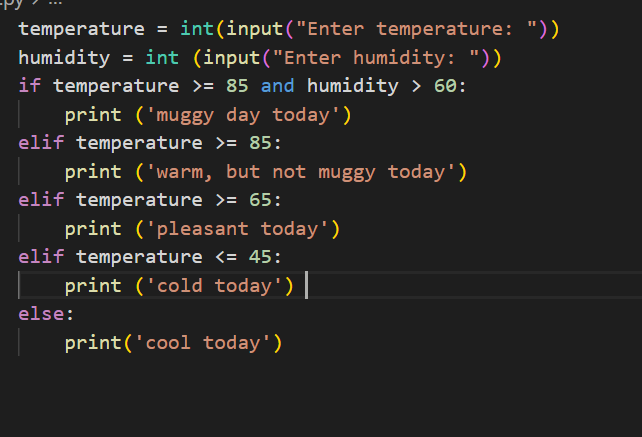 .py > ...
temperature = int(input("Enter temperature: "))
humidity = int (input("Enter humidity: "))
if temperature >= 85 and humidity > 60:
    print ('muggy day today')
elif temperature >= 85:
    print ('warm, but not muggy today')
elif temperature >= 65:
    print ('pleasant today')
elif temperature <= 45:
    print ('cold today')
else:
    print('cool today')